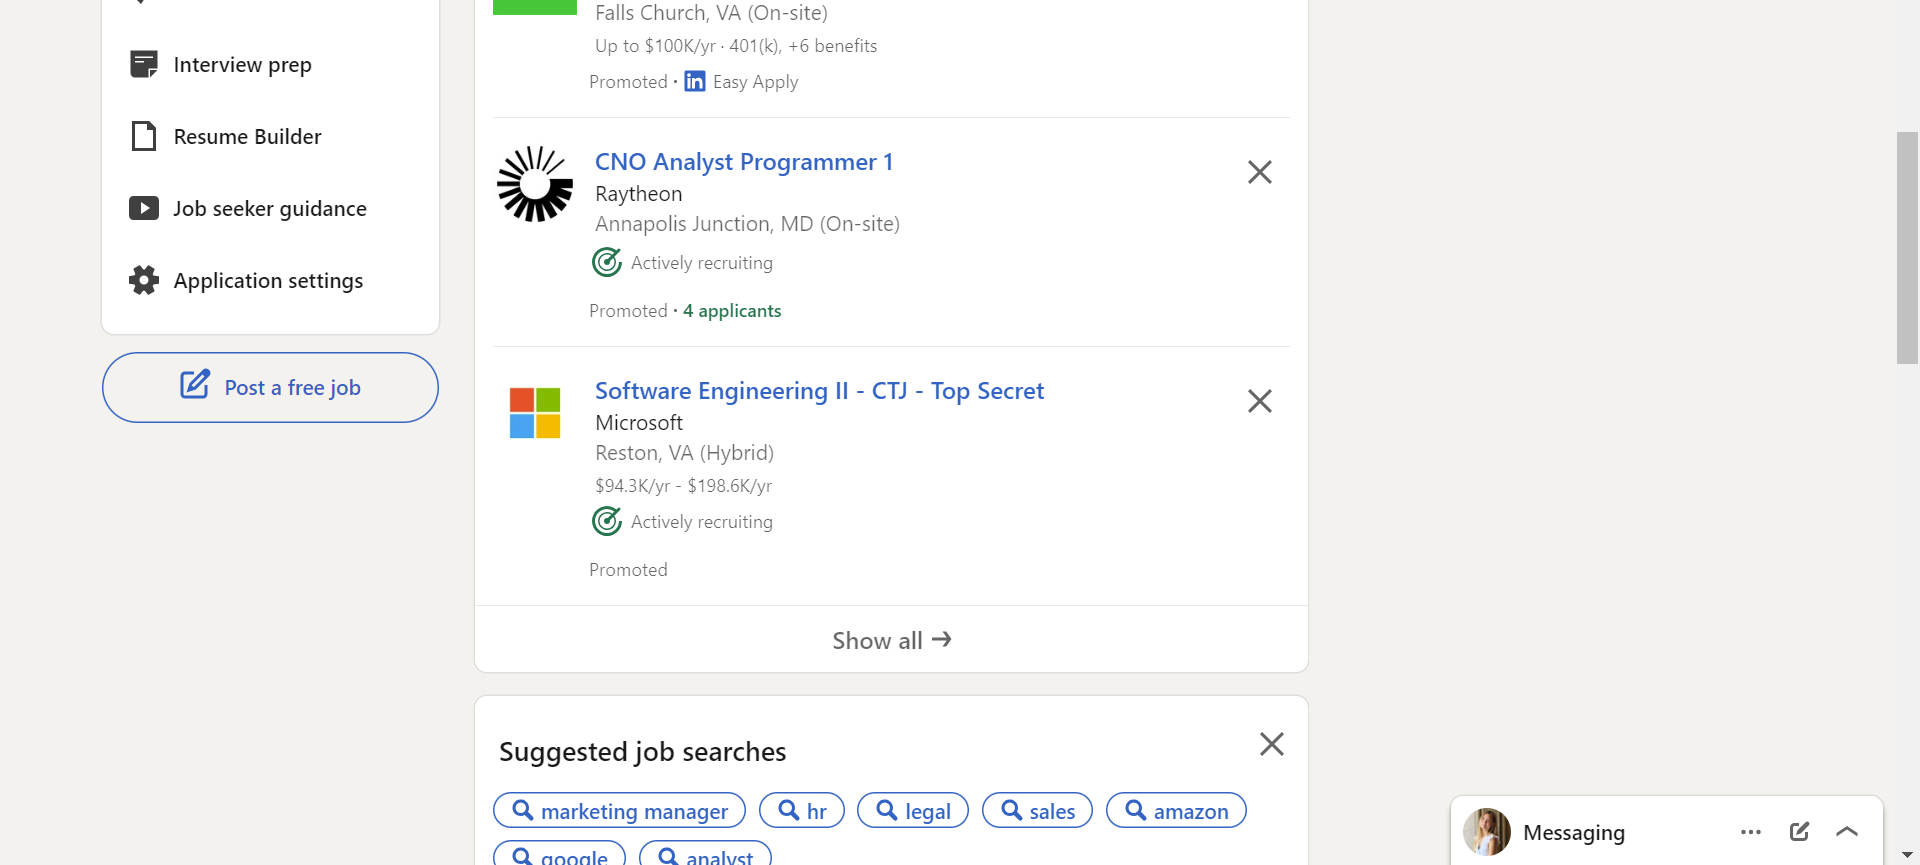 Interview prep
Resume Builder
Job seeker guidance
Application settings
Post a free job
Falls Church, VA (On-site)
Up to $100K/yr · 401(k), +6 benefits
Promoted · in Easy Apply
CNO Analyst Programmer 1
Raytheon
Annapolis Junction, MD (On-site)
Actively recruiting
Promoted · 4 applicants
Software Engineering II - CTJ - Top Secret
Microsoft
Reston, VA (Hybrid)
$94.3K/yr - $198.6K/yr
Actively recruiting
Promoted
Show all →
Suggested job searches
marketing manager
hr
legal
sales
amazon
google
analyst
Messaging